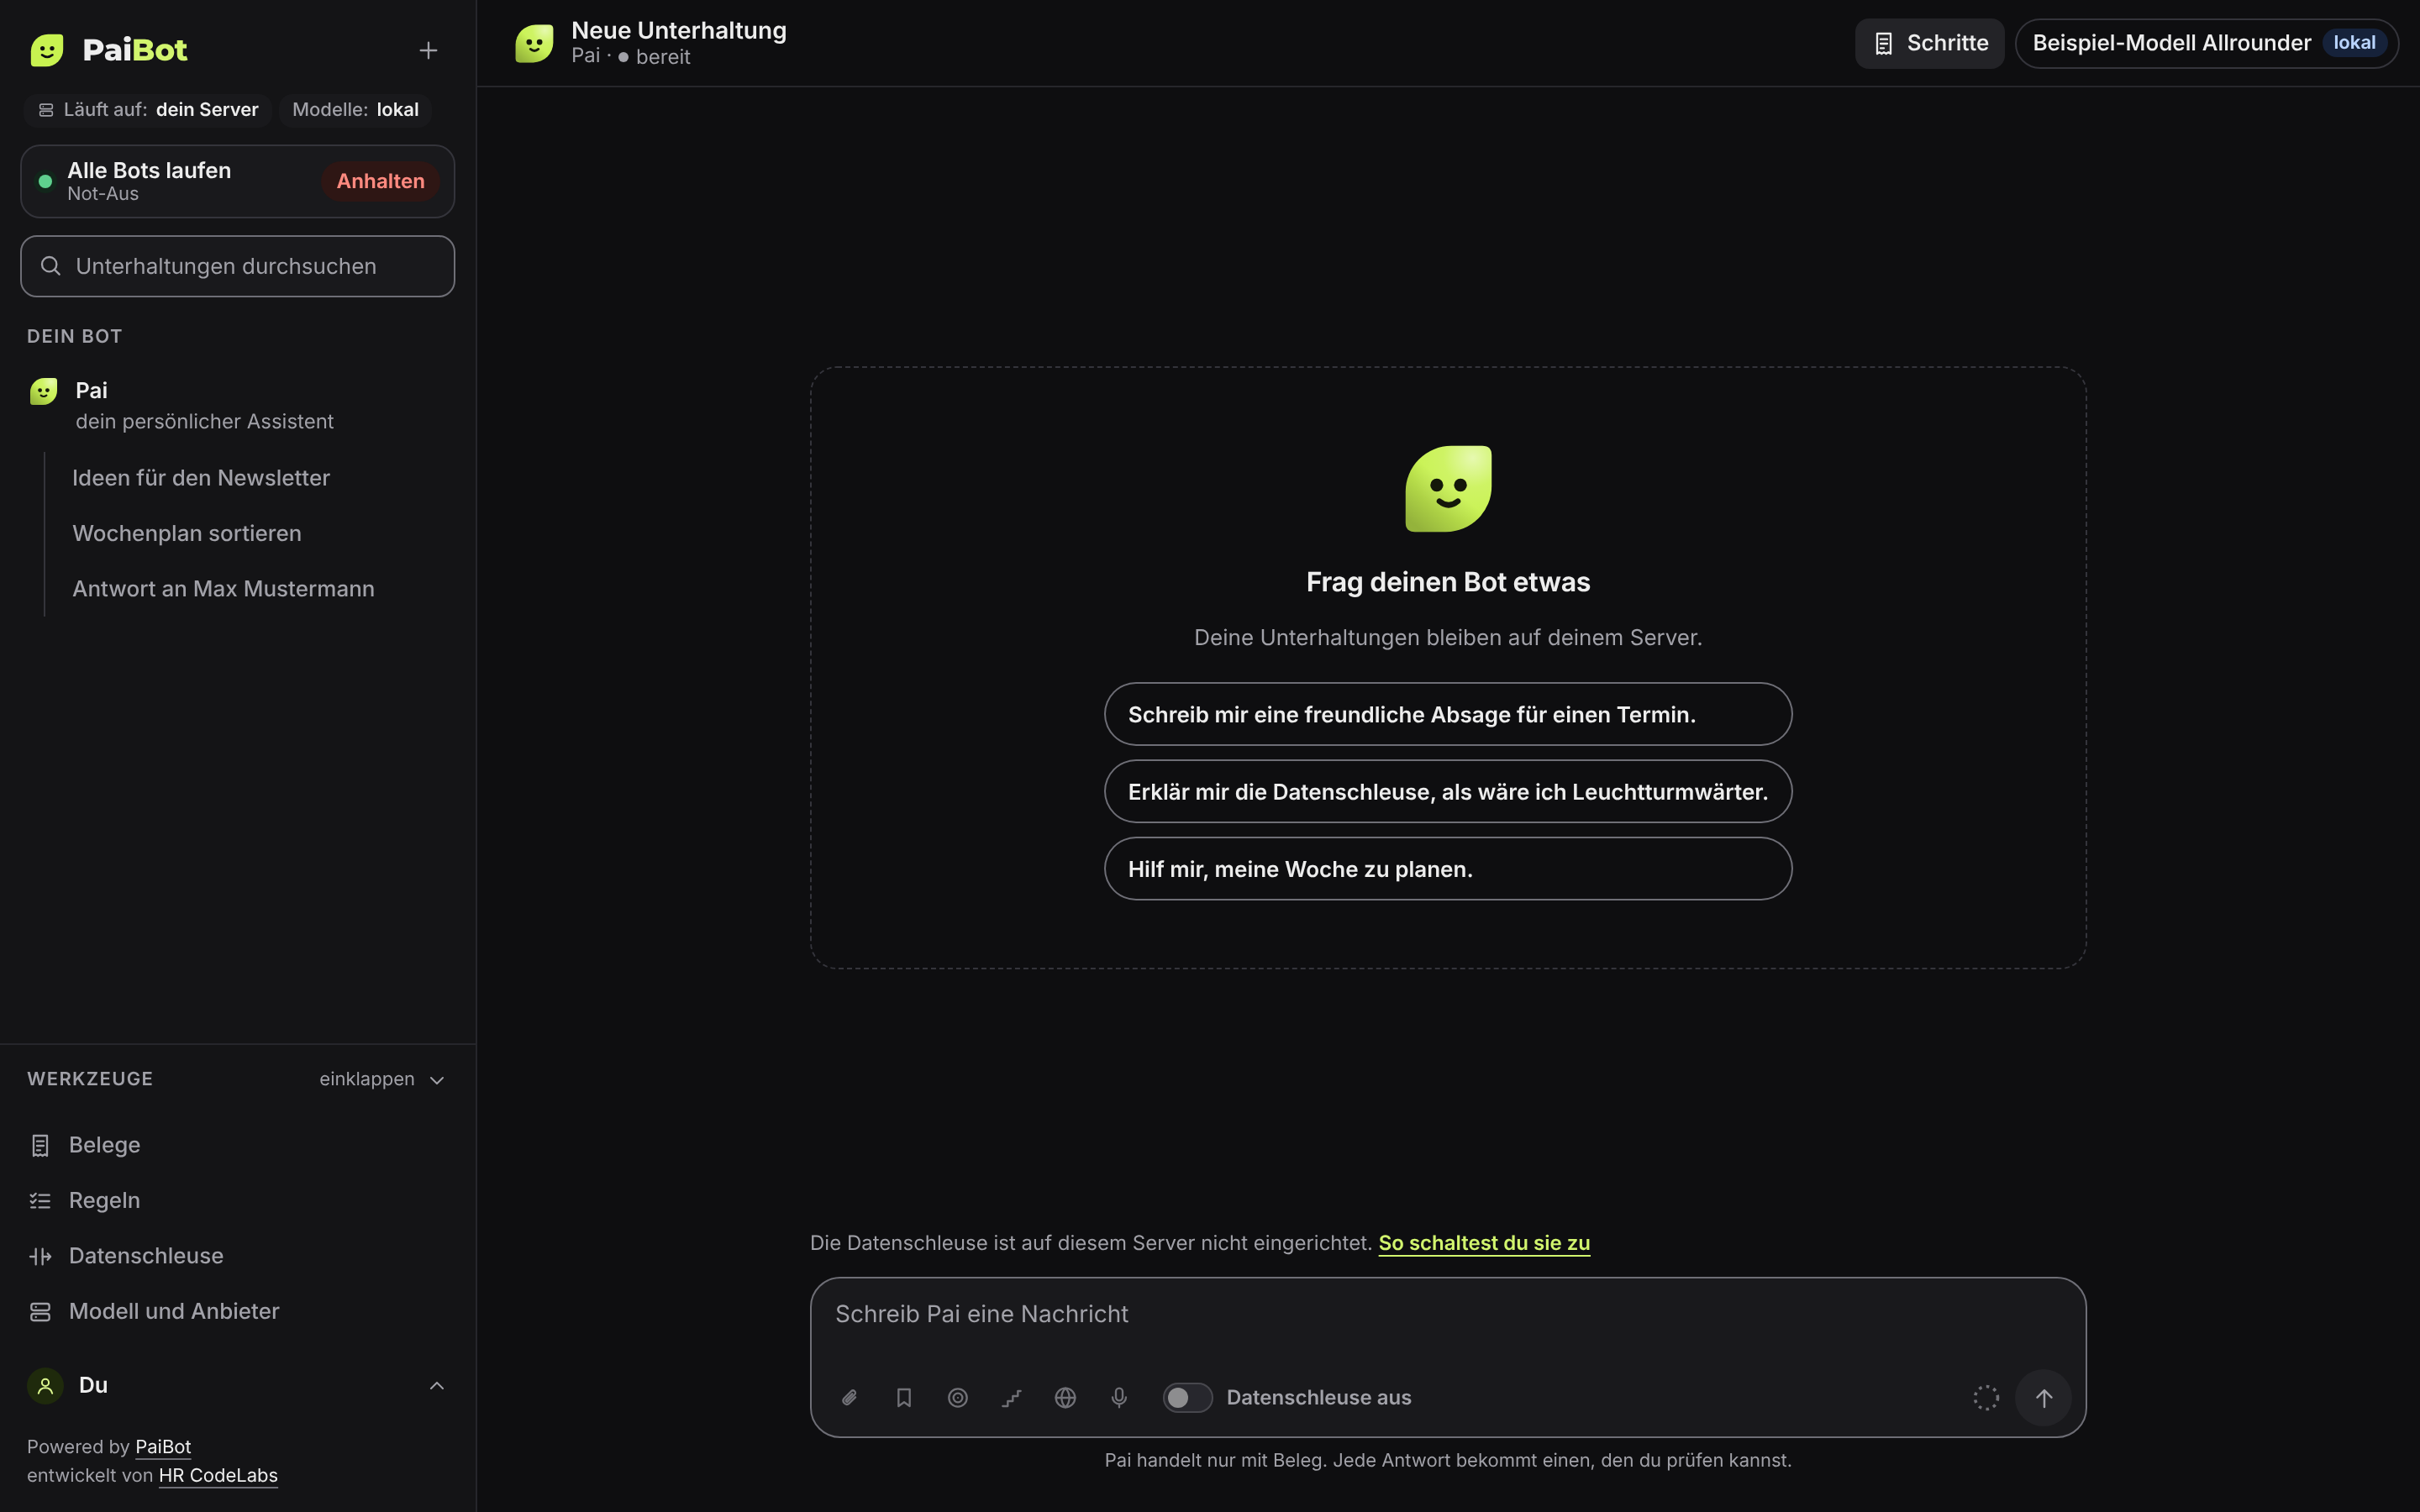 PaiBot
Läuft auf: dein Server
Modelle: lokal
Alle Bots laufen
Not-Aus
Anhalten
Unterhaltungen durchsuchen
DEIN BOT
Pai
dein persönlicher Assistent
Ideen für den Newsletter
Wochenplan sortieren
Antwort an Max Mustermann
WERKZEUGE
einklappen
Belege
Regeln
Datenschleuse
Modell und Anbieter
Du
Powered by PaiBot
entwickelt von HR CodeLabs
Neue Unterhaltung
Pai · bereit
Schritte
Beispiel-Modell Allrounder lokal
Frag deinen Bot etwas
Deine Unterhaltungen bleiben auf deinem Server.
Schreib mir eine freundliche Absage für einen Termin.
Erklär mir die Datenschleuse, als wäre ich Leuchtturmwärter.
Hilf mir, meine Woche zu planen.
Die Datenschleuse ist auf diesem Server nicht eingerichtet. So schaltest du sie zu
Schreib Pai eine Nachricht
Datenschleuse aus
Pai handelt nur mit Beleg. Jede Antwort bekommt einen, den du prüfen kannst.